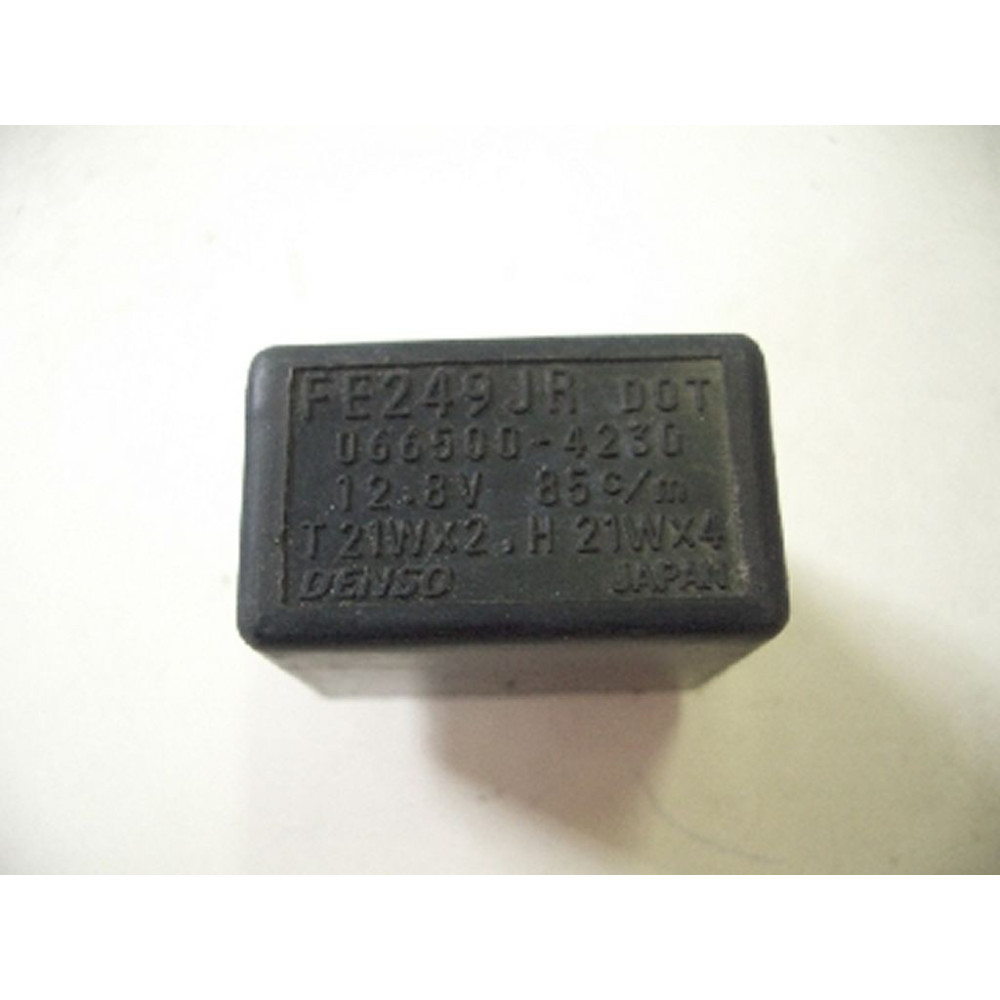 FE249JR DOT
066500-4230
12.8V 85c/m
T 21W×2.H 21W×4
DENSO JAPAN